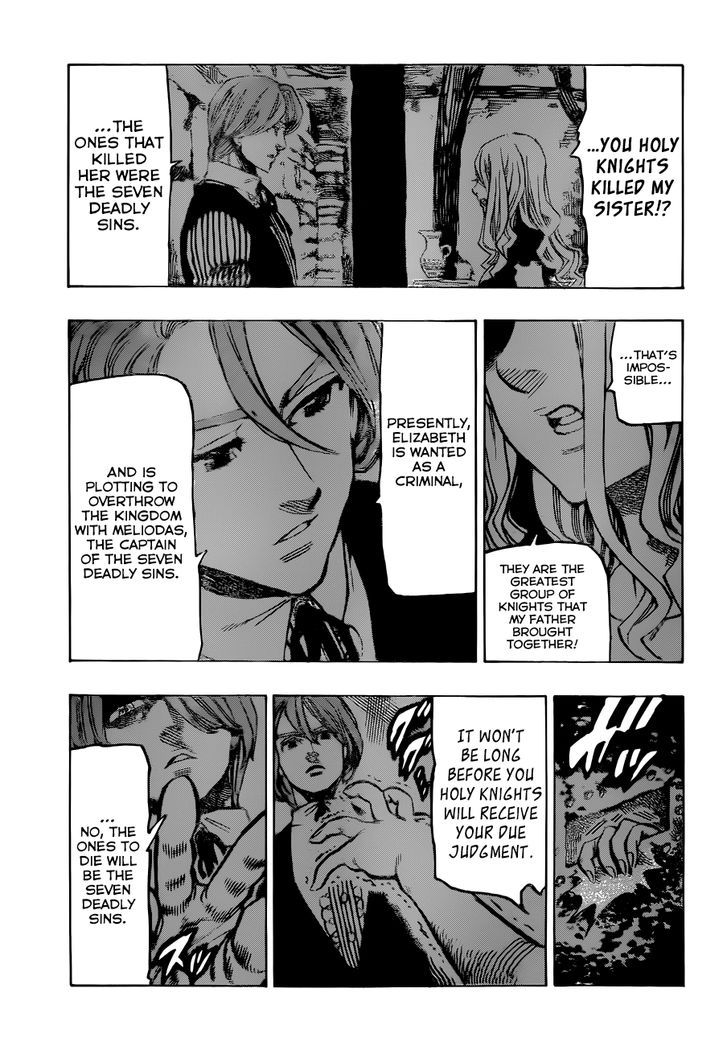 ...YOU HOLY
KNIGHTS
KILLED MY
SISTER!?
...THE
ONES THAT
KILLED
HER WERE
THE SEVEN
DEADLY
SINS.
...THAT'S
IMPOS-
SIBLE...
THEY ARE THE
GREATEST
GROUP OF
KNIGHTS THAT
MY FATHER
BROUGHT
TOGETHER!
PRESENTLY,
ELIZABETH
IS WANTED
AS A
CRIMINAL,
AND IS
PLOTTING TO
OVERTHROW
THE KINGDOM
WITH MELIODAS,
THE CAPTAIN
OF THE SEVEN
DEADLY SINS.
IT WON'T
BE LONG
BEFORE YOU
HOLY KNIGHTS
WILL RECEIVE
YOUR DUE
JUDGMENT.
...
NO, THE
ONES TO
DIE WILL
BE THE
SEVEN
DEADLY
SINS.